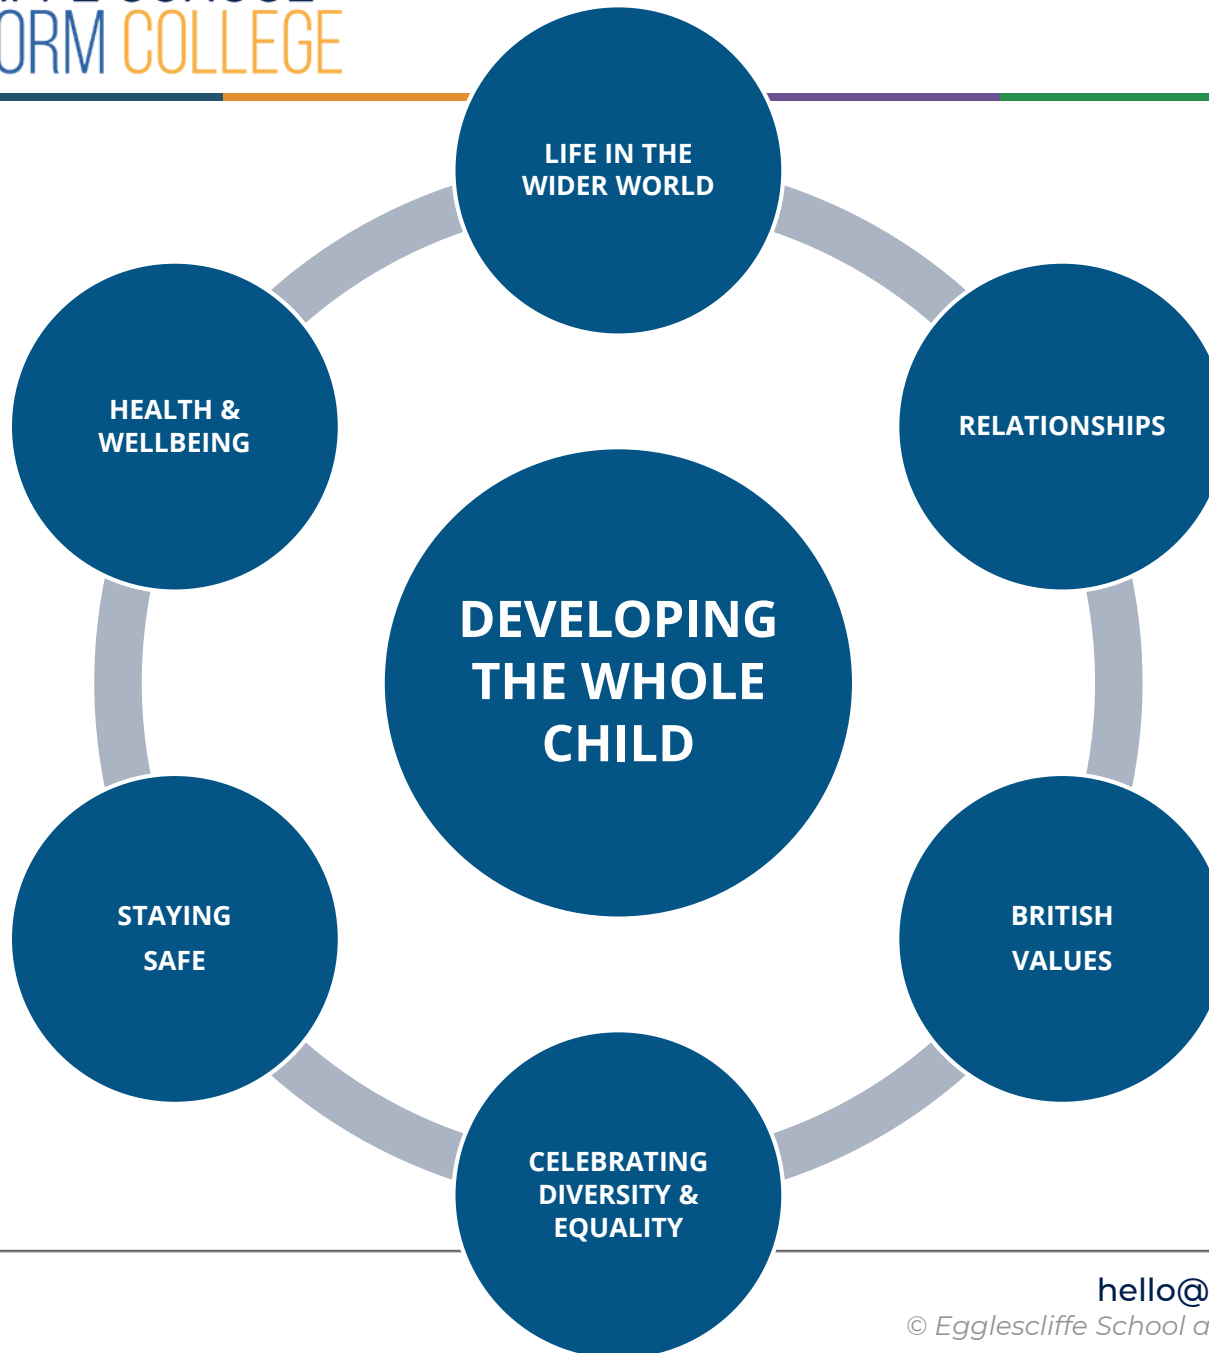 ORM COLLEGE
LIFE IN THE
WIDER WORLD
RELATIONSHIPS
BRITISH
VALUES
CELEBRATING
DIVERSITY &
EQUALITY
STAYING
SAFE
HEALTH &
WELLBEING
DEVELOPING
THE WHOLE
CHILD
hello@
© Egglescliffe School a